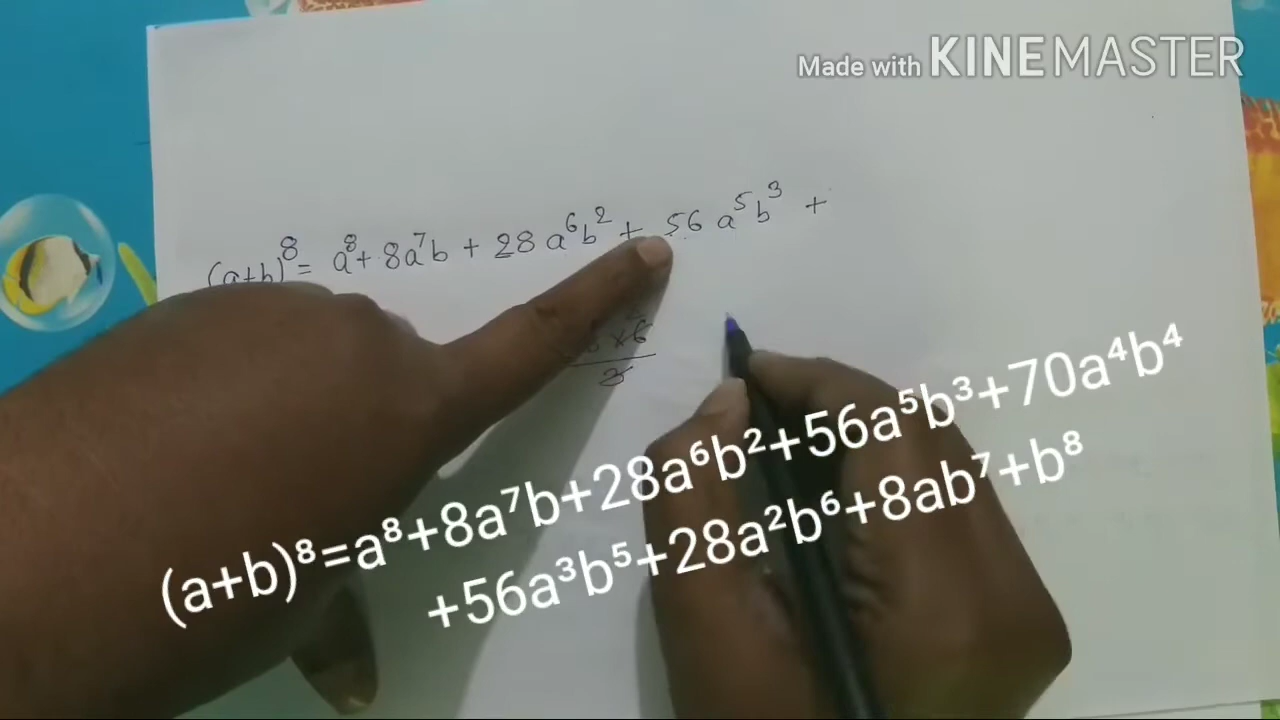 Made with KINEMASTER
(a+b)⁸ = a⁸ + 8a⁷b + 28a⁶b² + 56a⁵b³ +
(a+b)⁸=a⁸+8a⁷b+28a⁶b²+56a⁵b³+70a⁴b⁴
+56a³b⁵+28a²b⁶+8ab⁷+b⁸